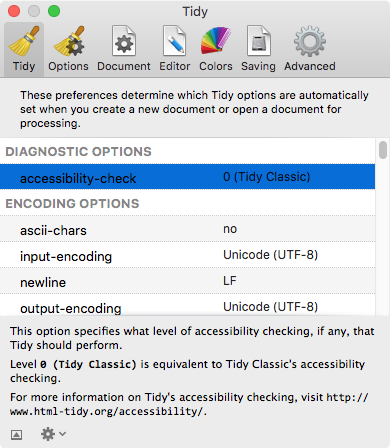 Tidy
Tidy Options Document Editor Colors Saving Advanced
These preferences determine which Tidy options are automatically
set when you create a new document or open a document for
processing.
DIAGNOSTIC OPTIONS
accessibility-check 0 (Tidy Classic)
ENCODING OPTIONS
ascii-chars no
input-encoding Unicode (UTF-8)
newline LF
output-encoding Unicode (UTF-8)
This option specifies what level of accessibility checking, if any, that
Tidy should perform.
Level 0 (Tidy Classic) is equivalent to Tidy Classic's accessibility
checking.
For more information on Tidy's accessibility checking, visit http://
www.html-tidy.org/accessibility/.